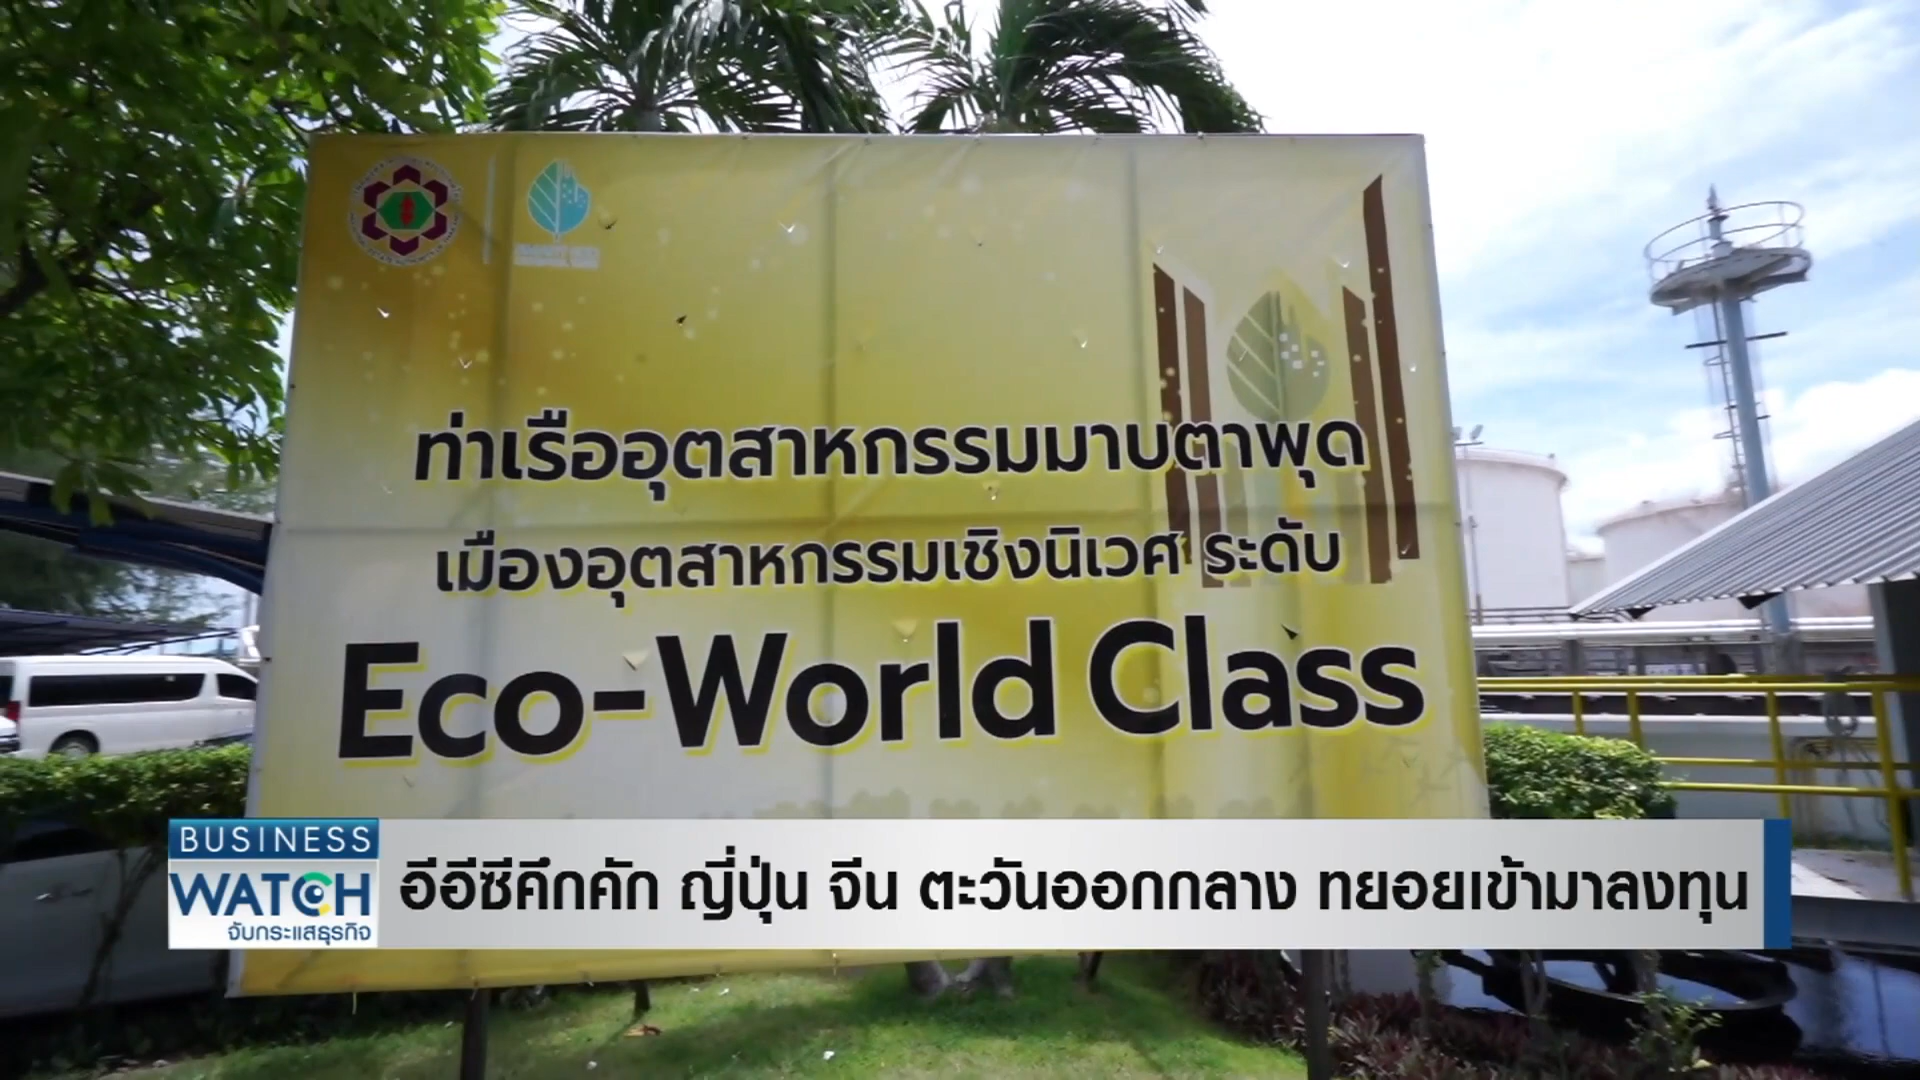 ท่าเรืออุตสาหกรรมมาบตาพุด
เมืองอุตสาหกรรมเชิงนิเวศ ระดับ
Eco-World Class
BUSINESS
WATCH
จับกระแสธุรกิจ
อีอีซีคึกคัก ญี่ปุ่น จีน ตะวันออกกลาง ทยอยเข้ามาลงทุน